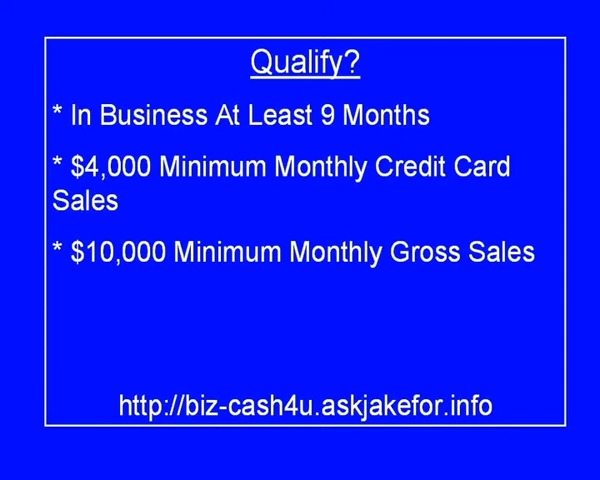 Qualify?
* In Business At Least 9 Months
* $4,000 Minimum Monthly Credit Card
Sales
* $10,000 Minimum Monthly Gross Sales
http://biz-cash4u.askjakefor.info